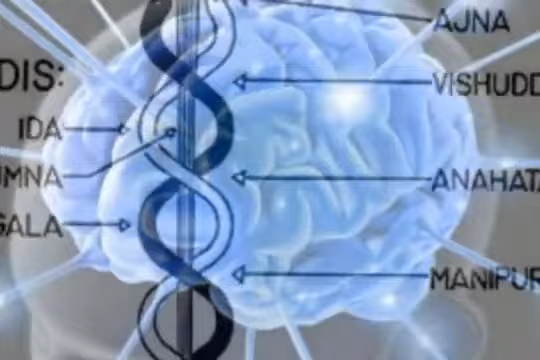 AJNA
DIS:
VISHUDD
IDA
UMNA
ANAHATA
GALA
MANIPUR